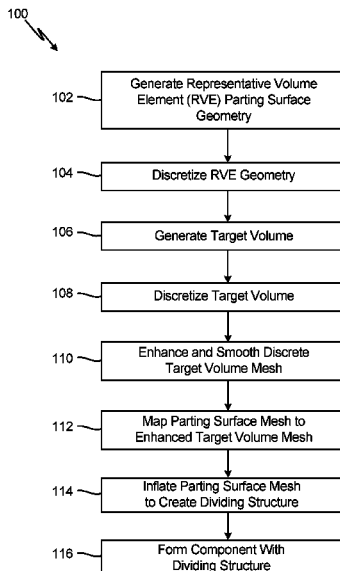 100
102
Generate Representative Volume
Element (RVE) Parting Surface
Geometry
104
Discretize RVE Geometry
106
Generate Target Volume
108
Discretize Target Volume
110
Enhance and Smooth Discrete
Target Volume Mesh
112
Map Parting Surface Mesh to
Enhanced Target Volume Mesh
114
Inflate Parting Surface Mesh
to Create Dividing Structure
116
Form Component With
Dividing Structure